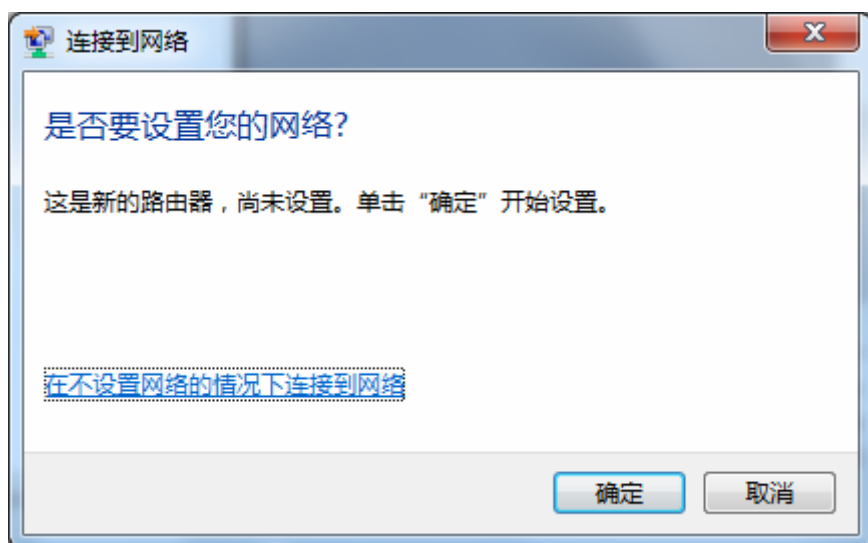 连接到网络
是否要设置您的网络?
这是新的路由器，尚未设置。单击“确定”开始设置。
在不设置网络的情况下连接到网络
确定
取消